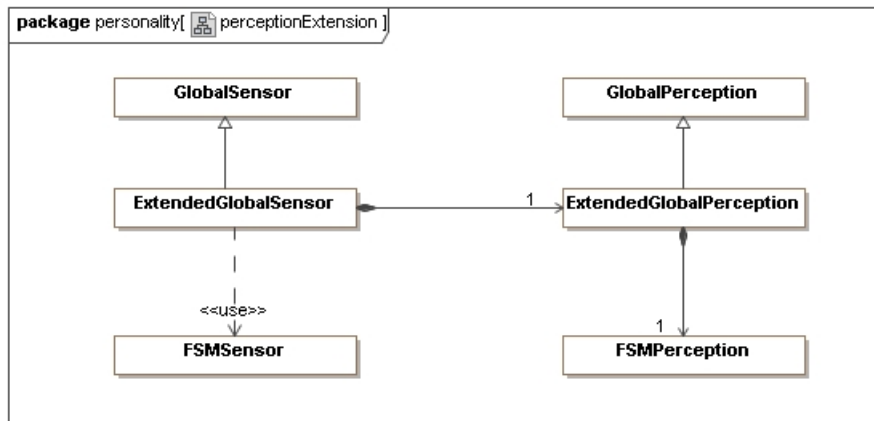 package personality[ perceptionExtension ]
GlobalSensor GlobalPerception
ExtendedGlobalSensor 1 ExtendedGlobalPerception
<<use>>
1
FSMSensor FSMPerception